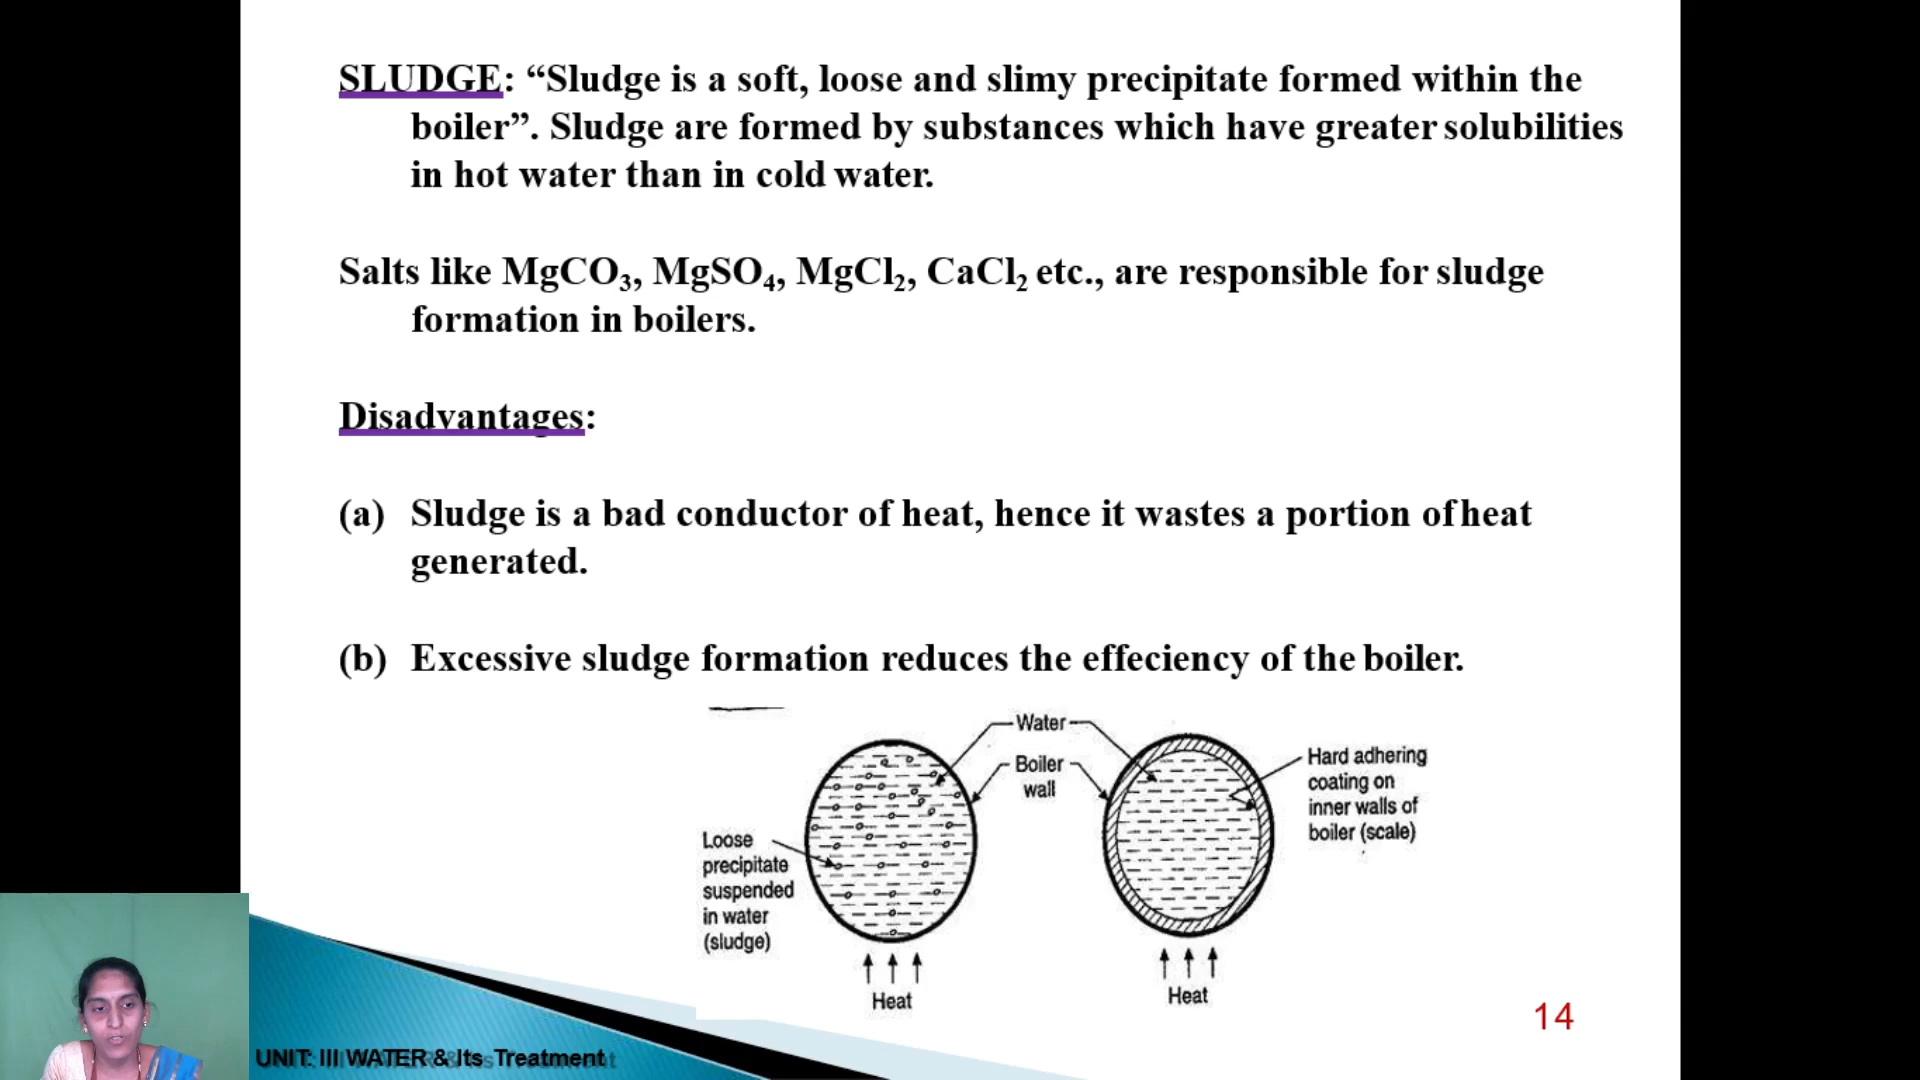 SLUDGE: “Sludge is a soft, loose and slimy precipitate formed within the
boiler”. Sludge are formed by substances which have greater solubilities
in hot water than in cold water.
Salts like MgCO₃, MgSO₄, MgCl₂, CaCl₂ etc., are responsible for sludge
formation in boilers.
Disadvantages:
(a) Sludge is a bad conductor of heat, hence it wastes a portion of heat
generated.
(b) Excessive sludge formation reduces the effeciency of the boiler.
Water
Boiler
wall
Hard adhering
coating on
inner walls of
boiler (scale)
Loose
precipitate
suspended
in water
(sludge)
Heat
Heat
14
UNIT: III WATER & Its Treatment